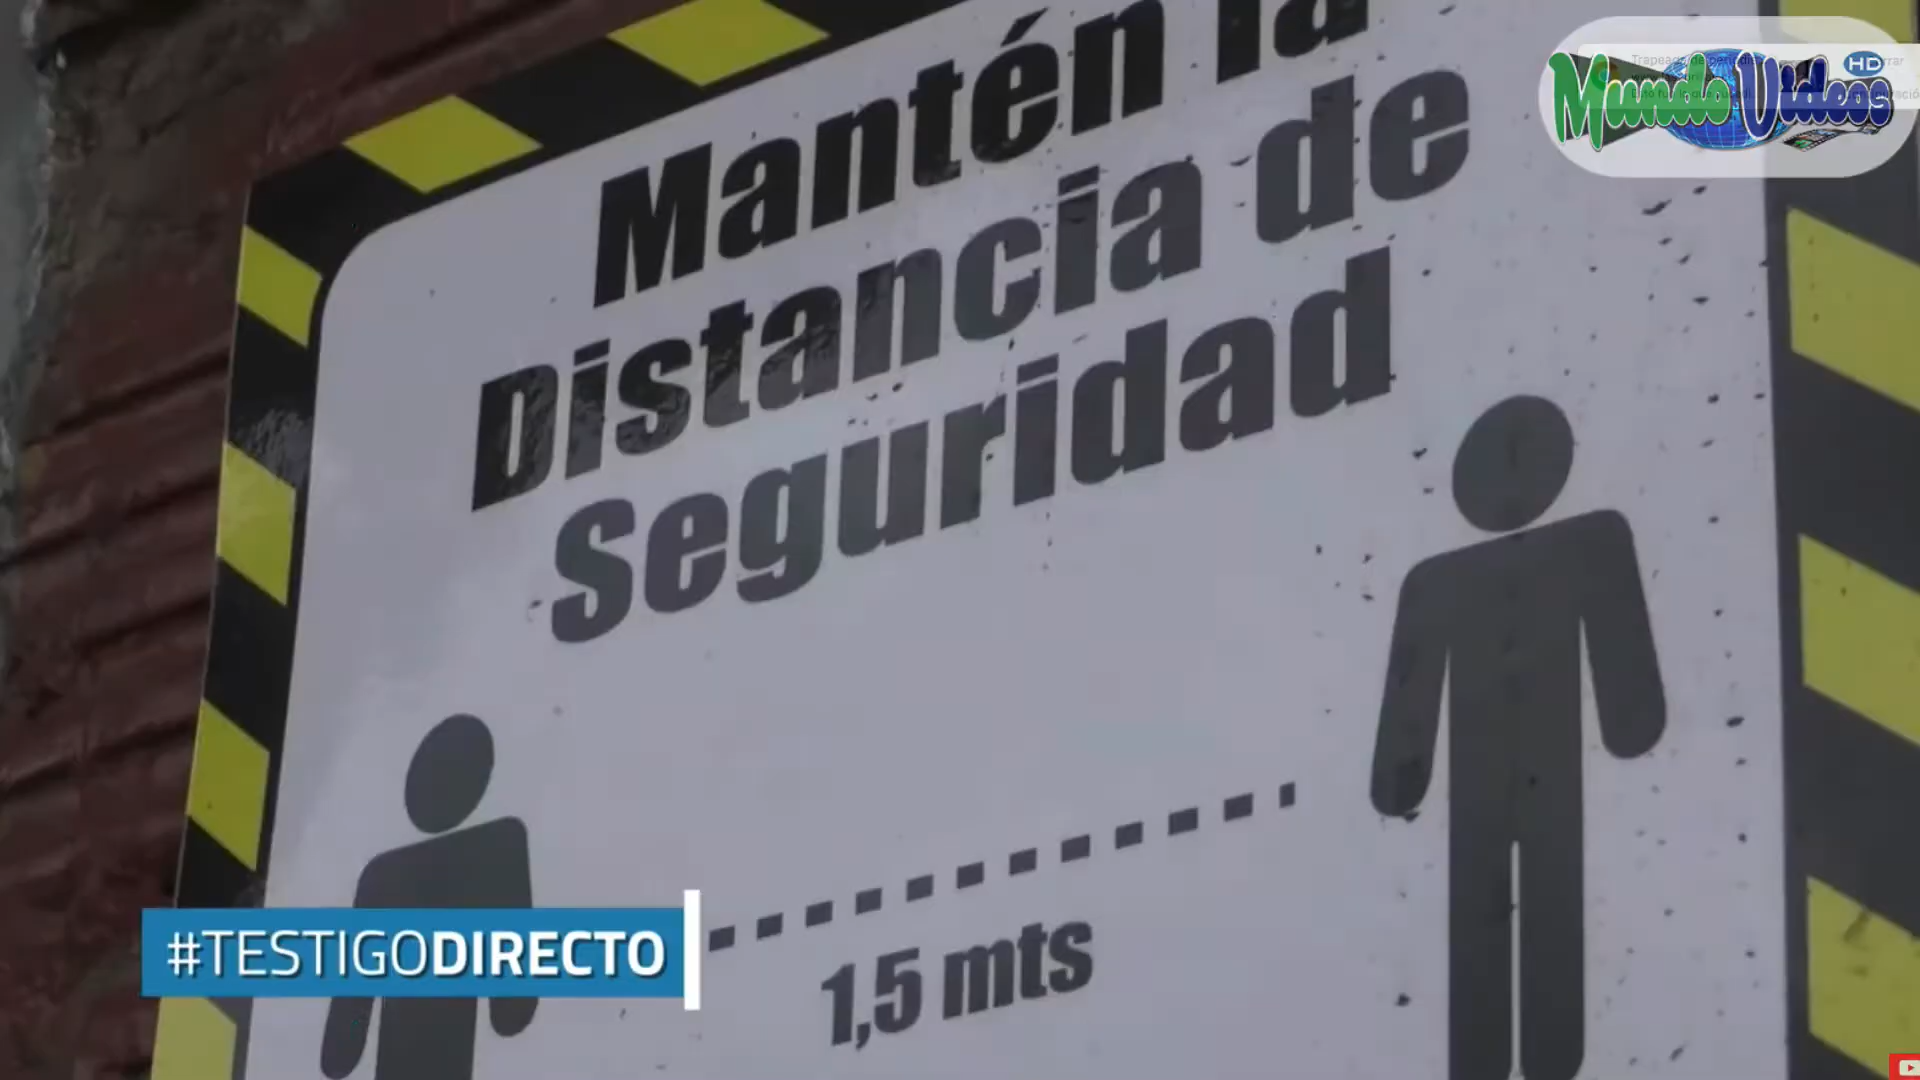 Mantén la
Distancia de
Seguridad
1,5 mts
#TESTIGODIRECTO
Mundo Videos
HD